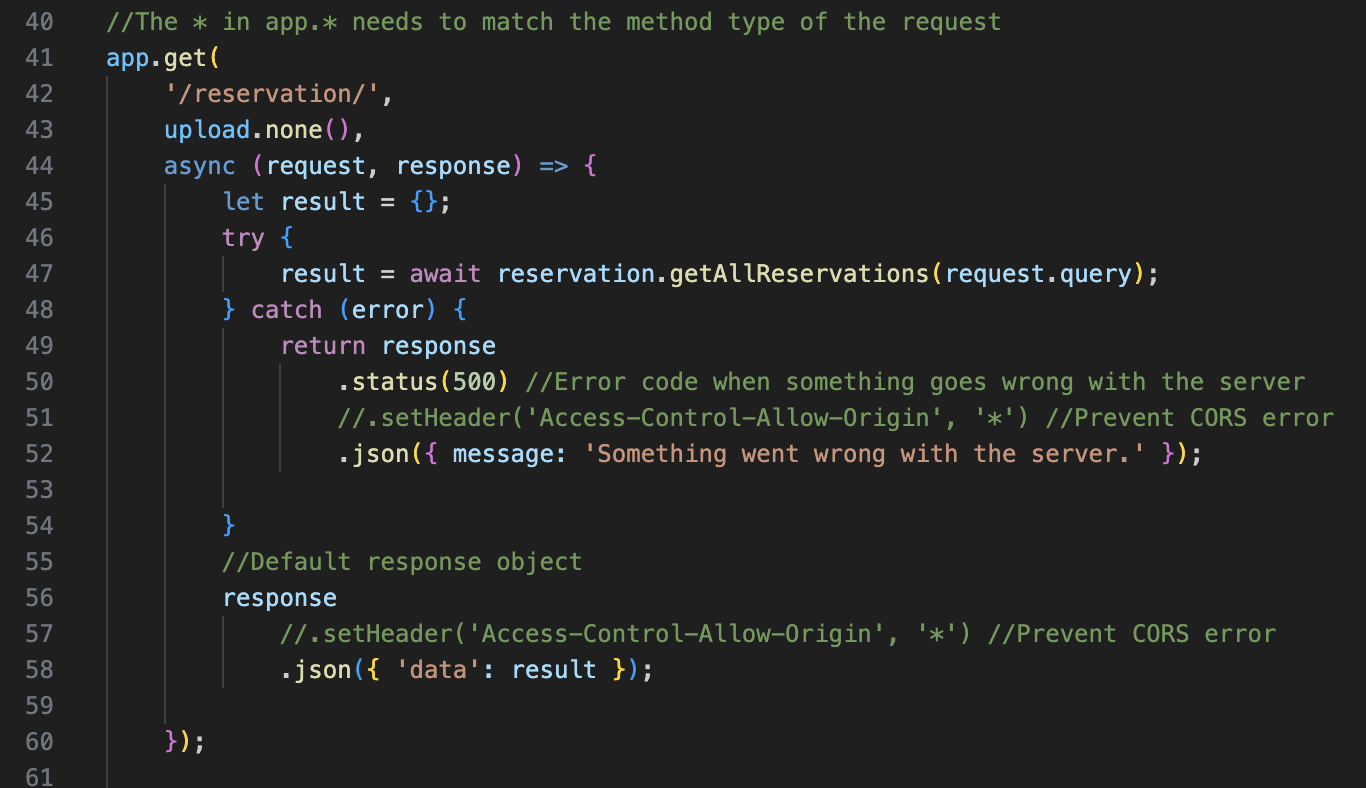 40 //The * in app.* needs to match the method type of the request
41 app.get(
42 '/reservation/',
43 upload.none(),
44 async (request, response) => {
45 let result = {};
46 try {
47 result = await reservation.getAllReservations(request.query);
48 } catch (error) {
49 return response
50 .status(500) //Error code when something goes wrong with the server
51 //.setHeader('Access-Control-Allow-Origin', '*') //Prevent CORS error
52 .json({ message: 'Something went wrong with the server.' });
53
54 }
55 //Default response object
56 response
57 //.setHeader('Access-Control-Allow-Origin', '*') //Prevent CORS error
58 .json({ 'data': result });
59
60 });
61